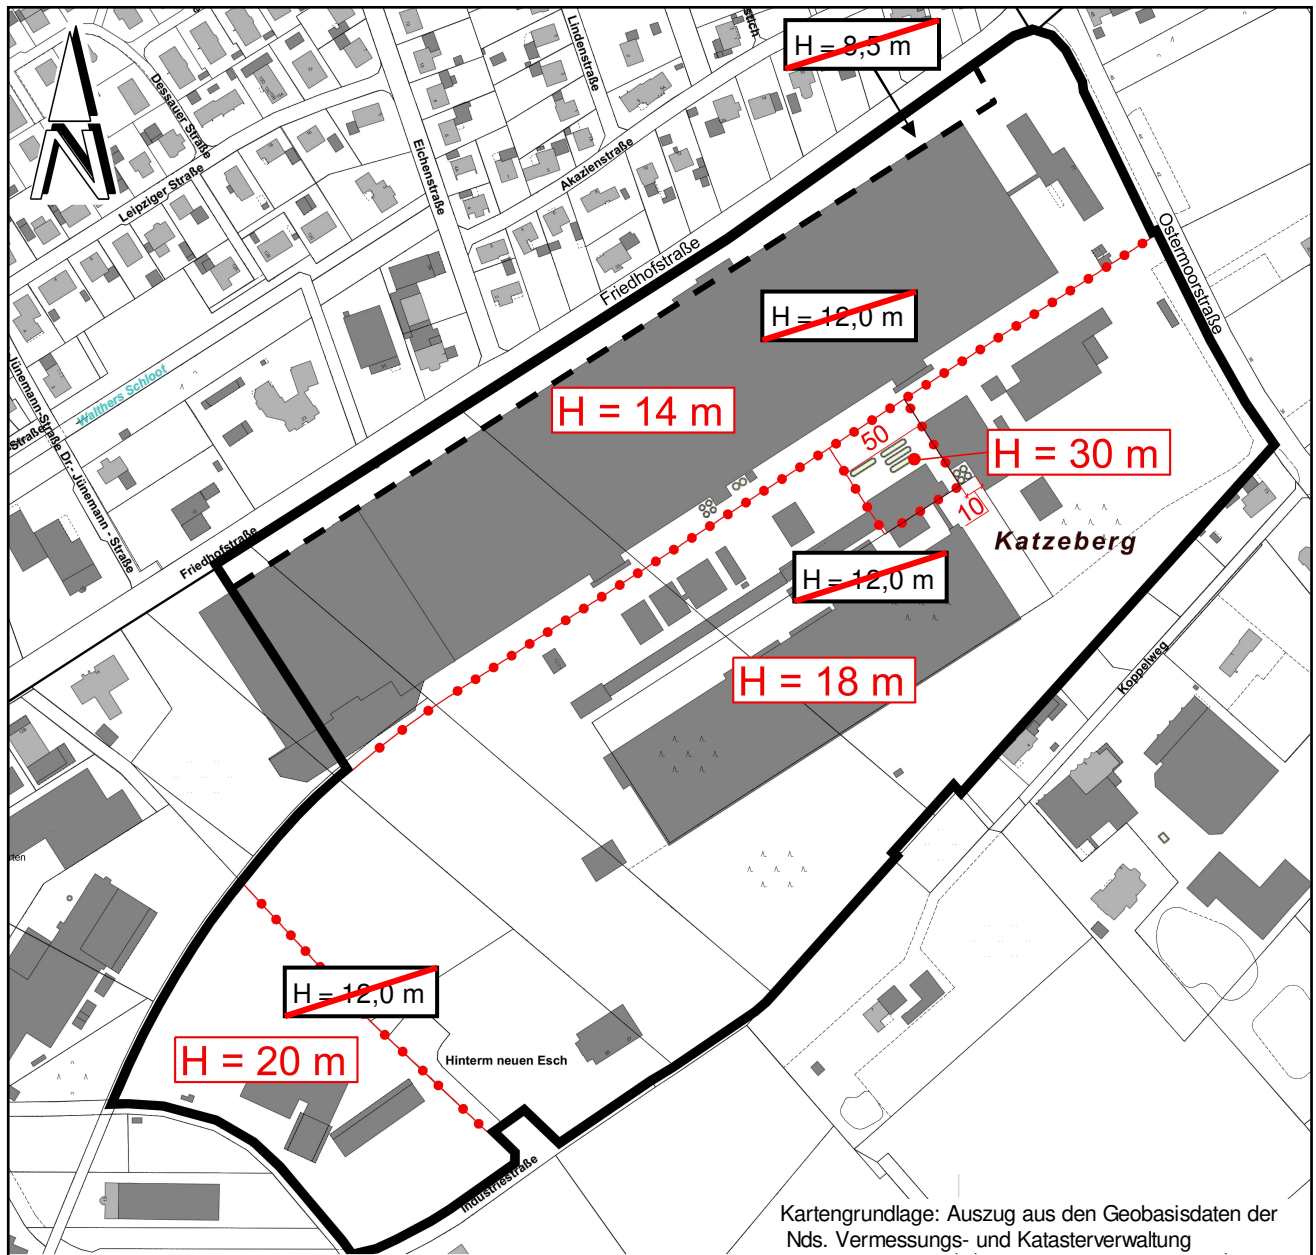 N
H = 8,5 m
Dessauer Straße
Lindenstraße
Eichenstraße
Leipziger Straße
Akazienstraße
Friedhofstraße
Ostermoorstraße
H = 12,0 m
Walthers Schloot
H = 14 m
50
H = 30 m
10
Katzeberg
Jünemann-Straße
Dr.- Jünemann - Straße
Straße
Friedhofstraße
H = 12,0 m
H = 18 m
Koppelweg
H = 12,0 m
H = 20 m
Hinterm neuen Esch
Industriestraße
Kartengrundlage: Auszug aus den Geobasisdaten der
Nds. Vermessungs- und Katasterverwaltung